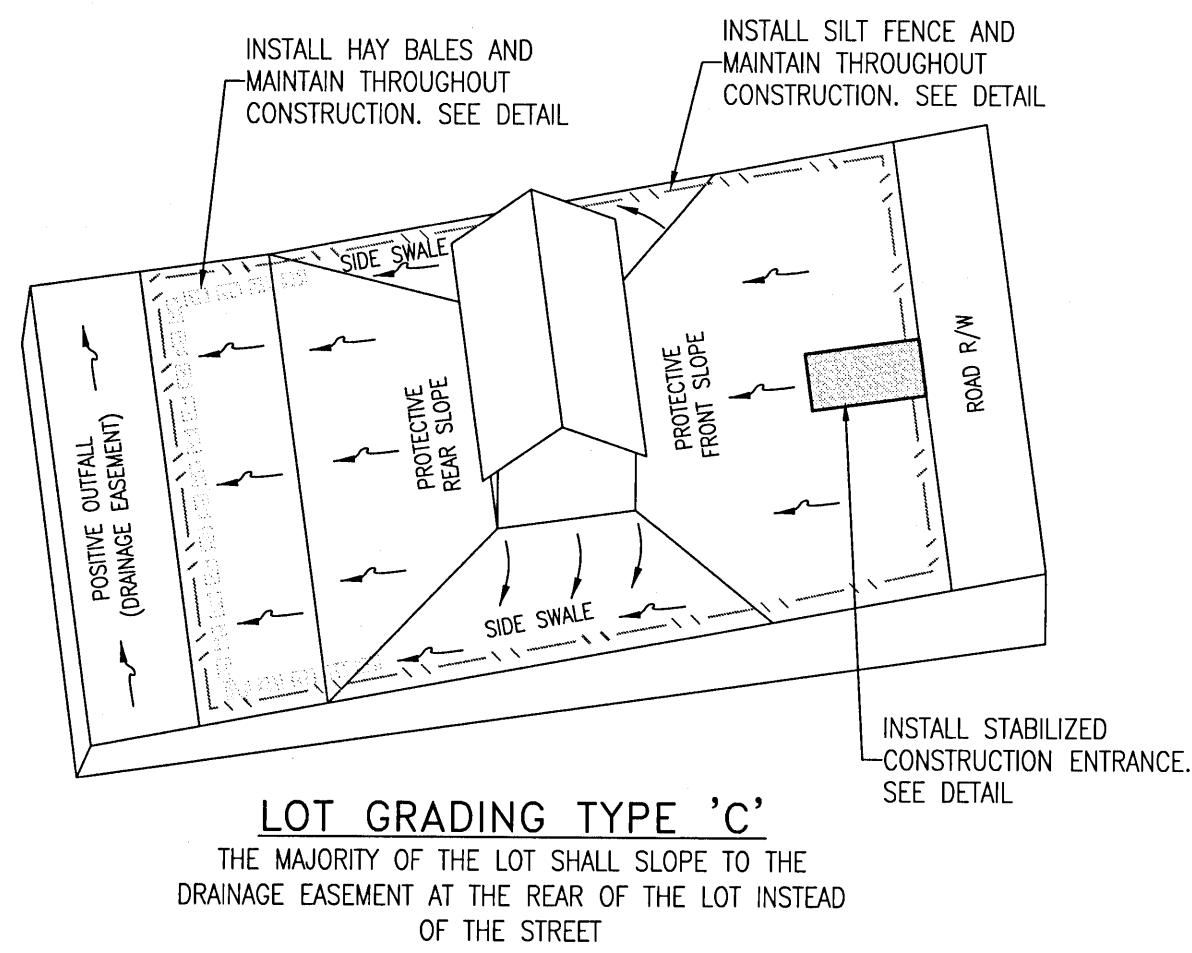 INSTALL HAY BALES AND
MAINTAIN THROUGHOUT
CONSTRUCTION. SEE DETAIL
INSTALL SILT FENCE AND
MAINTAIN THROUGHOUT
CONSTRUCTION. SEE DETAIL
SIDE SWALE
POSITIVE OUTFALL
(DRAINAGE EASEMENT)
PROTECTIVE
REAR SLOPE
PROTECTIVE
FRONT SLOPE
ROAD R/W
SIDE SWALE
INSTALL STABILIZED
CONSTRUCTION ENTRANCE.
SEE DETAIL
LOT GRADING TYPE 'C'
THE MAJORITY OF THE LOT SHALL SLOPE TO THE
DRAINAGE EASEMENT AT THE REAR OF THE LOT INSTEAD
OF THE STREET